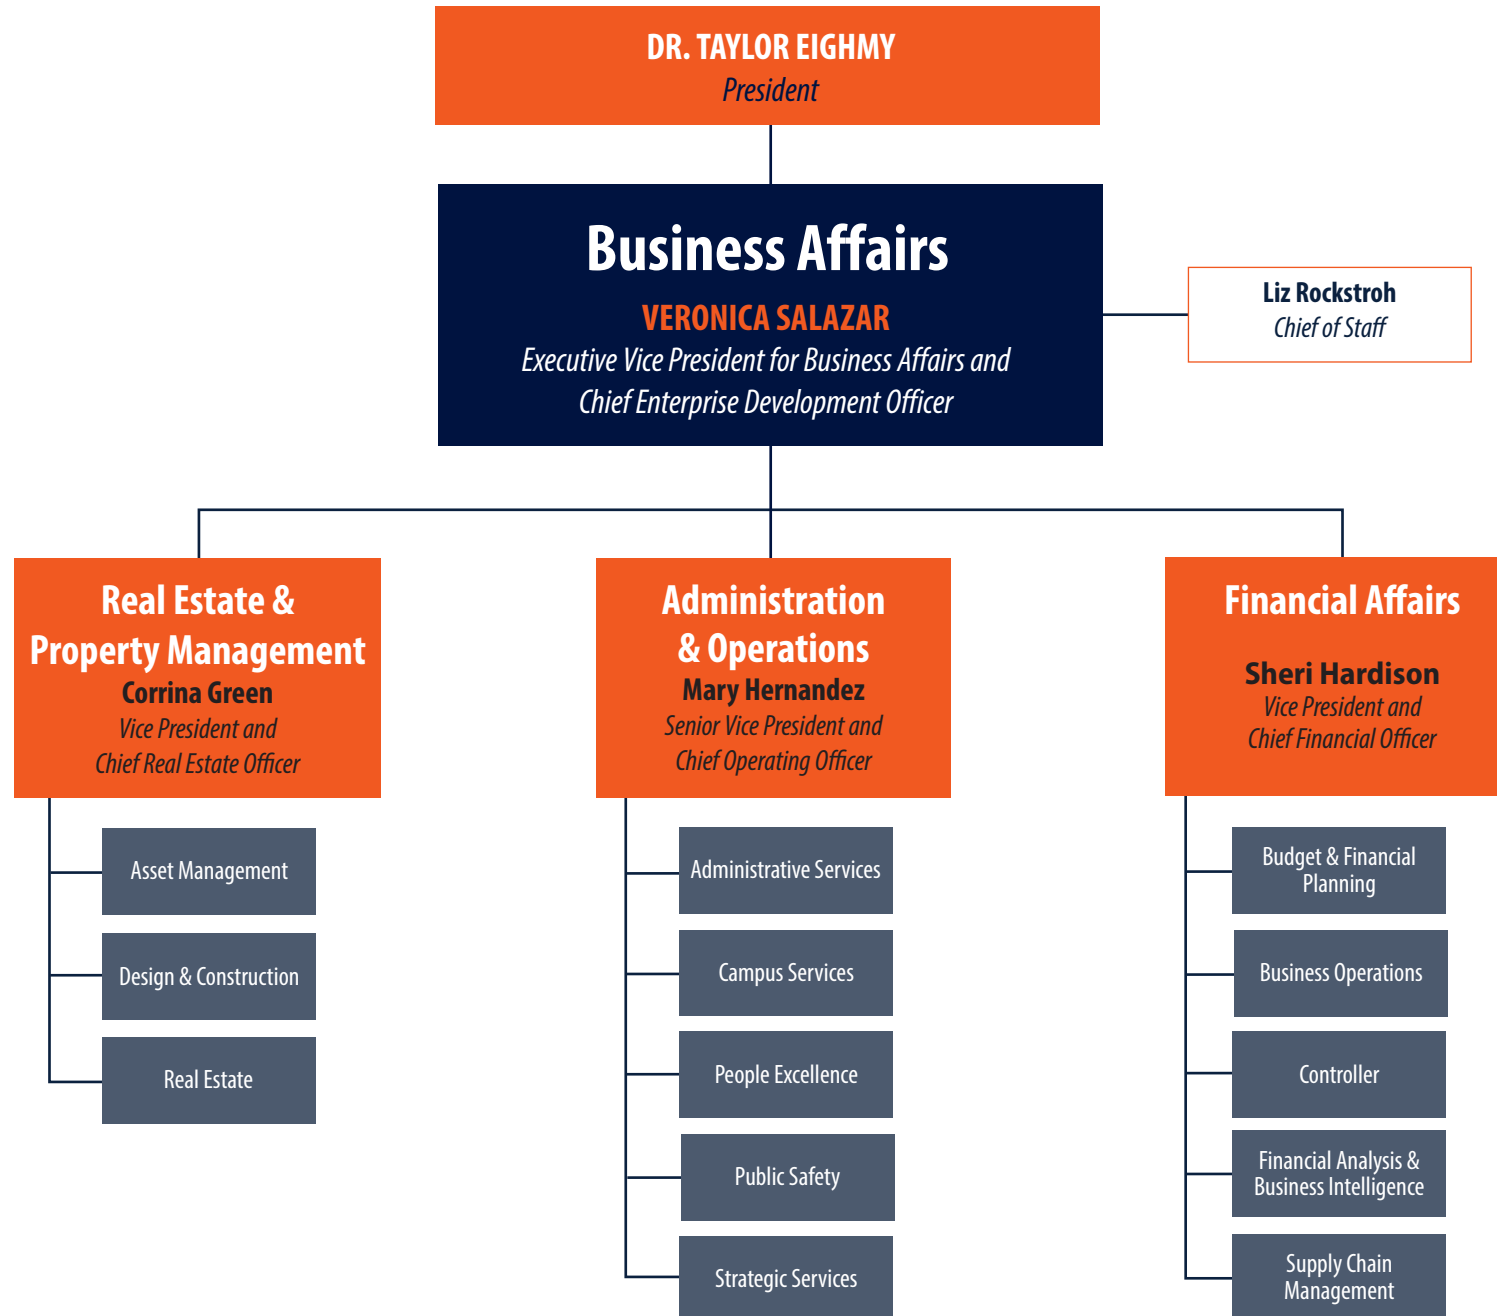 DR. TAYLOR EIGHMY
President
Business Affairs
VERONICA SALAZAR
Executive Vice President for Business Affairs and
Chief Enterprise Development Officer
Liz Rockstroh
Chief of Staff
Real Estate &
Property Management
Corrina Green
Vice President and
Chief Real Estate Officer
Asset Management
Design & Construction
Real Estate
Administration
& Operations
Mary Hernandez
Senior Vice President and
Chief Operating Officer
Administrative Services
Campus Services
People Excellence
Public Safety
Strategic Services
Financial Affairs
Sheri Hardison
Vice President and
Chief Financial Officer
Budget & Financial
Planning
Business Operations
Controller
Financial Analysis &
Business Intelligence
Supply Chain
Management